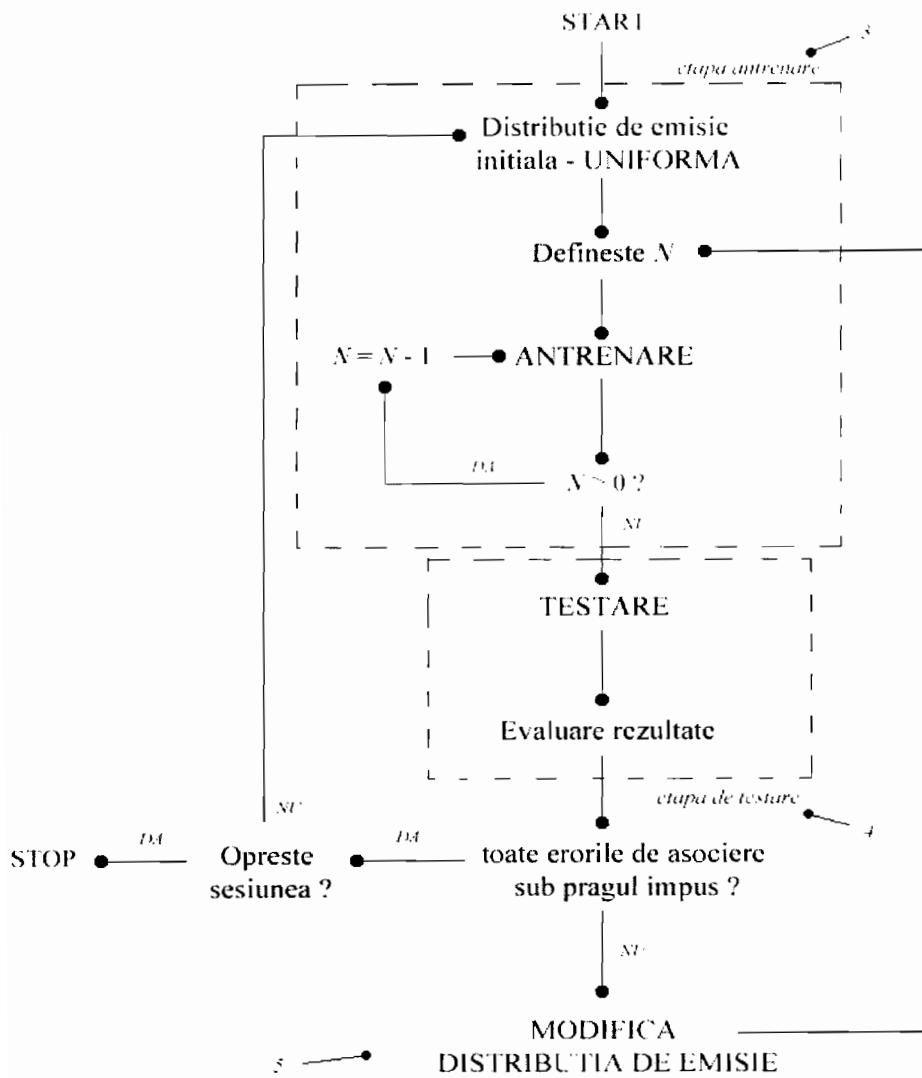 START
3
etapa antrenare
Distributie de emisie
initiala - UNIFORMA
Defineste N
N = N - 1
ANTRENARE
DA
N > 0 ?
NU
TESTARE
Evaluare rezultate
etapa de testare
4
NU
DA
DA
STOP
Opreste
sesiunea ?
toate erorile de asociere
sub pragul impus ?
NU
MODIFICA
DISTRIBUTIA DE EMISIE
5